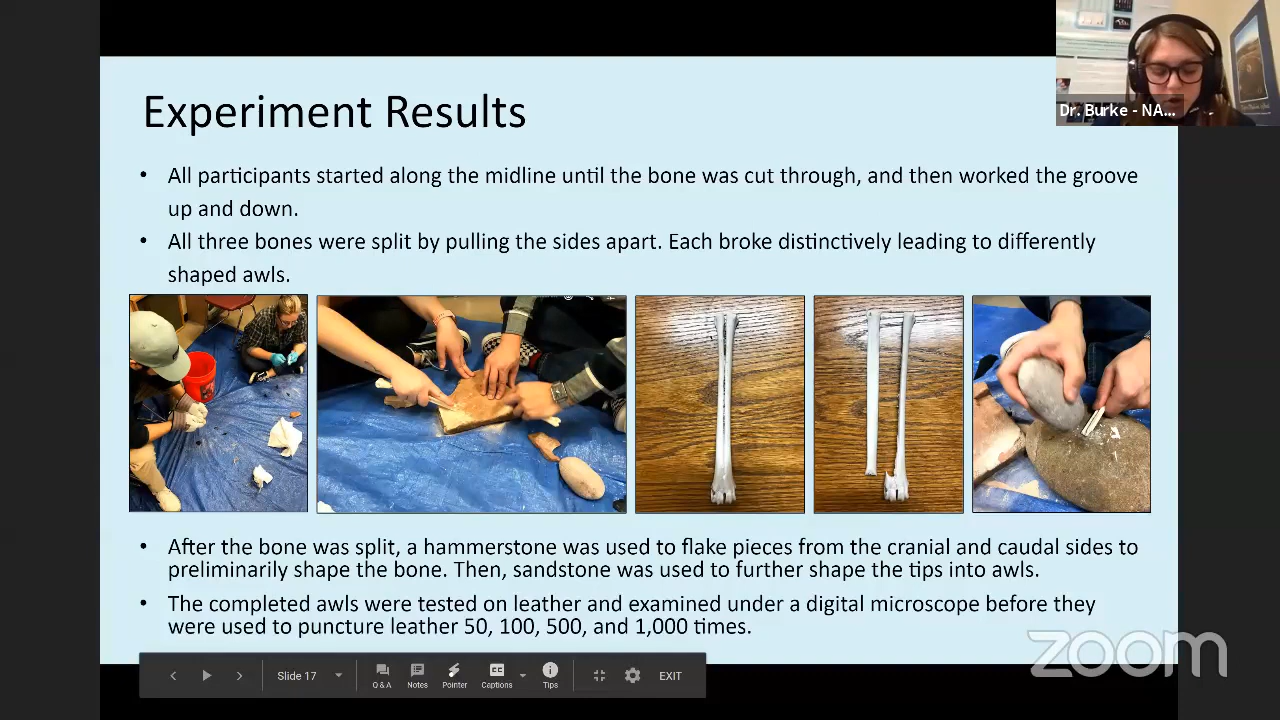 Dr. Burke - NA...
Experiment Results
• All participants started along the midline until the bone was cut through, and then worked the groove
up and down.
• All three bones were split by pulling the sides apart. Each broke distinctively leading to differently
shaped awls.
• After the bone was split, a hammerstone was used to flake pieces from the cranial and caudal sides to
preliminarily shape the bone. Then, sandstone was used to further shape the tips into awls.
• The completed awls were tested on leather and examined under a digital microscope before they
were used to puncture leather 50, 100, 500, and 1,000 times.
Slide 17 Q & A Notes Pointer CC Captions Tips EXIT
zoom